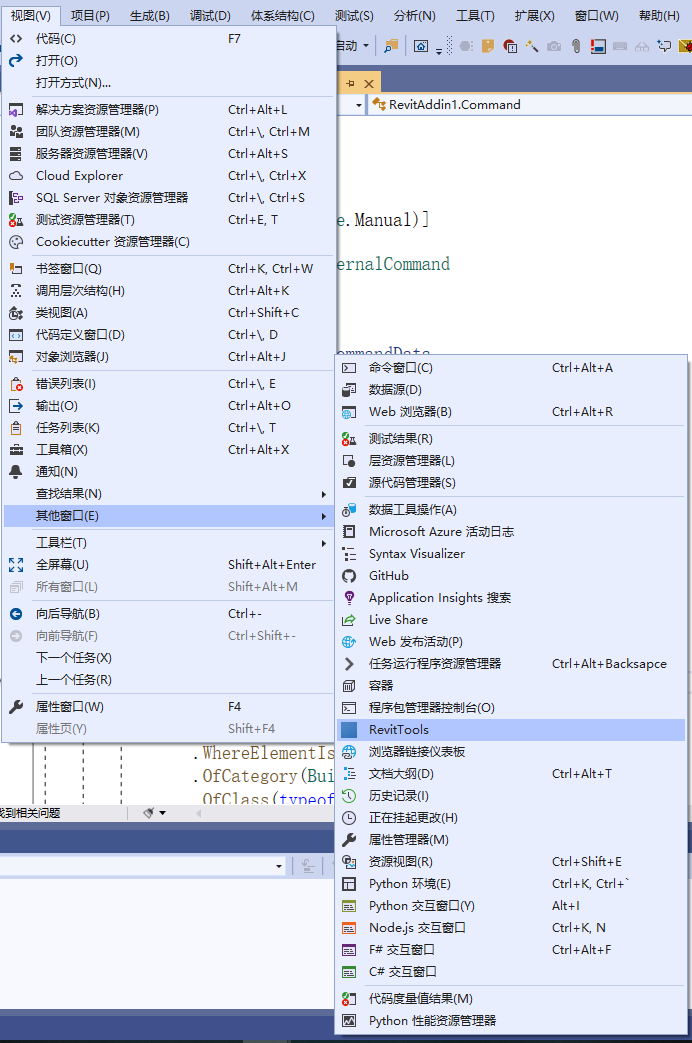 视图(V) 项目(P) 生成(B) 调试(D) 体系结构(C) 测试(S) 分析(N) 工具(T) 扩展(X) 窗口(W) 帮助(H)
代码(C) F7
打开(O)
打开方式(N)...
解决方案资源管理器(P) Ctrl+Alt+L
团队资源管理器(M) Ctrl+\, Ctrl+M
服务器资源管理器(V) Ctrl+Alt+S
Cloud Explorer Ctrl+\, Ctrl+X
SQL Server 对象资源管理器 Ctrl+\, Ctrl+S
测试资源管理器(T) Ctrl+E, T
Cookiecutter 资源管理器(C)
书签窗口(Q) Ctrl+K, Ctrl+W
调用层次结构(H) Ctrl+Alt+K
类视图(A) Ctrl+Shift+C
代码定义窗口(D) Ctrl+\, D
对象浏览器(J) Ctrl+Alt+J
错误列表(I) Ctrl+\, E
输出(O) Ctrl+Alt+O
任务列表(K) Ctrl+\, T
工具箱(X) Ctrl+Alt+X
通知(N)
查找结果(N)
其他窗口(E)
工具栏(T)
全屏幕(U) Shift+Alt+Enter
所有窗口(L) Shift+Alt+M
向后导航(B) Ctrl+-
向前导航(F) Ctrl+Shift+-
下一个任务(X)
上一个任务(R)
属性窗口(W) F4
属性页(Y) Shift+F4
启动
RevitAddin1.Command
e.Manual)]
ernalCommand
ommandData
命令窗口(C) Ctrl+Alt+A
数据源(D)
Web 浏览器(B) Ctrl+Alt+R
测试结果(R)
层资源管理器(L)
源代码管理器(S)
数据工具操作(A)
Microsoft Azure 活动日志
Syntax Visualizer
GitHub
Application Insights 搜索
Live Share
Web 发布活动(P)
任务运行程序资源管理器 Ctrl+Alt+Backsapce
容器
程序包管理器控制台(O)
RevitTools
浏览器链接仪表板
文档大纲(D) Ctrl+Alt+T
历史记录(I)
正在挂起更改(H)
属性管理器(M)
资源视图(R) Ctrl+Shift+E
Python 环境(E) Ctrl+K, Ctrl+`
Python 交互窗口(Y) Alt+I
Node.js 交互窗口 Ctrl+K, N
F# 交互窗口 Ctrl+Alt+F
C# 交互窗口
代码度量值结果(M)
Python 性能资源管理器
.WhereElementIs
.OfCategory(Bui
.OfClass(typeof
找到相关问题